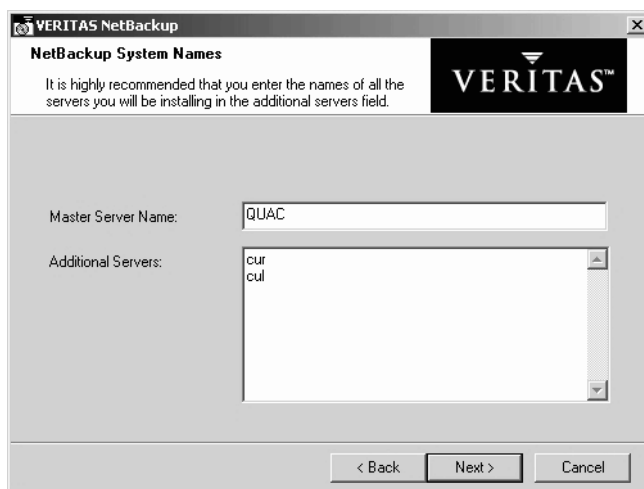 VERITAS NetBackup
NetBackup System Names
It is highly recommended that you enter the names of all the
servers you will be installing in the additional servers field.
VERITAS™
Master Server Name:
QUAC
Additional Servers:
cur
cul
< Back
Next >
Cancel